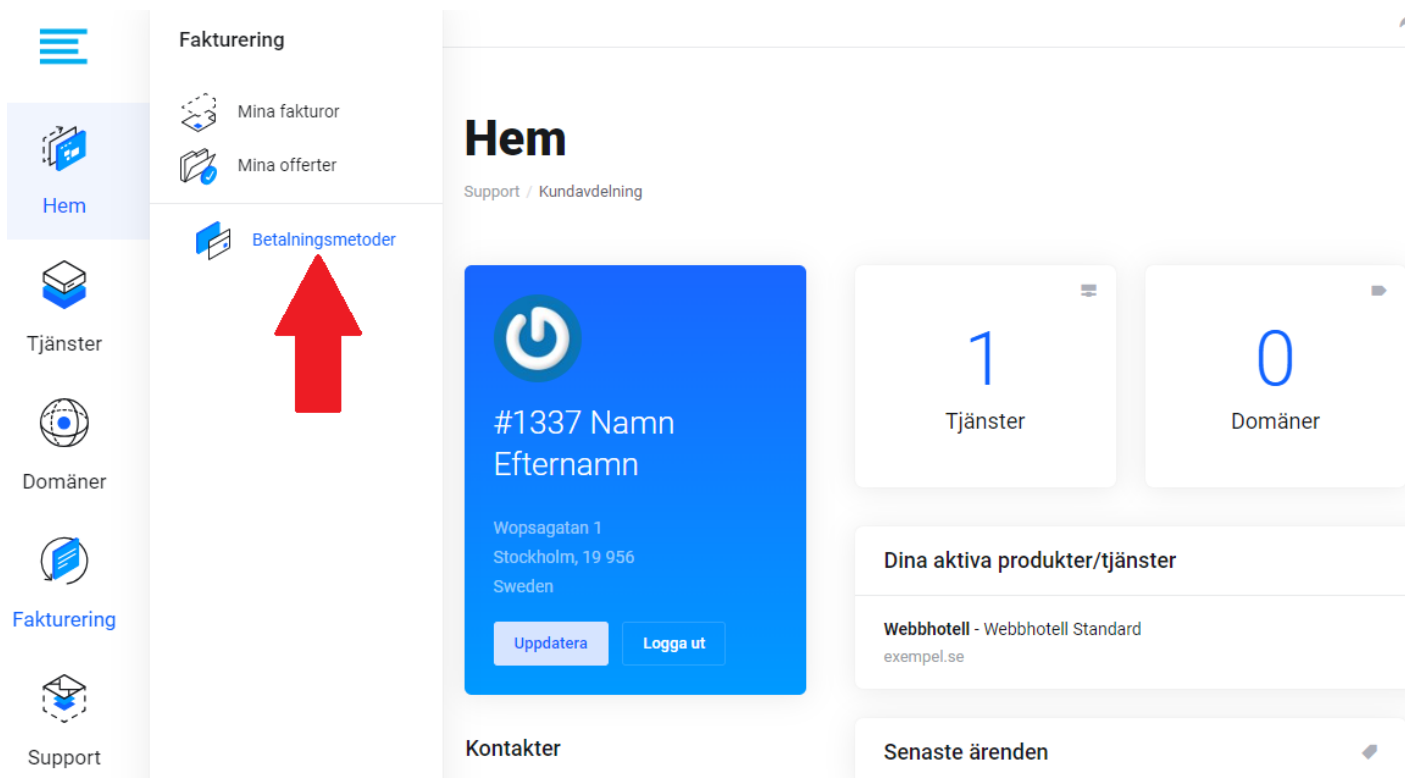 Hem
Tjänster
Domäner
Fakturering
Support
Fakturering
Mina fakturor
Mina offerter
Betalningsmetoder
Hem
Support / Kundavdelning
#1337 Namn
Efternamn
Wopsagatan 1
Stockholm, 19 956
Sweden
Uppdatera
Logga ut
Kontakter
1
Tjänster
0
Domäner
Dina aktiva produkter/tjänster
Webbhotell - Webbhotell Standard
exempel.se
Senaste ärenden